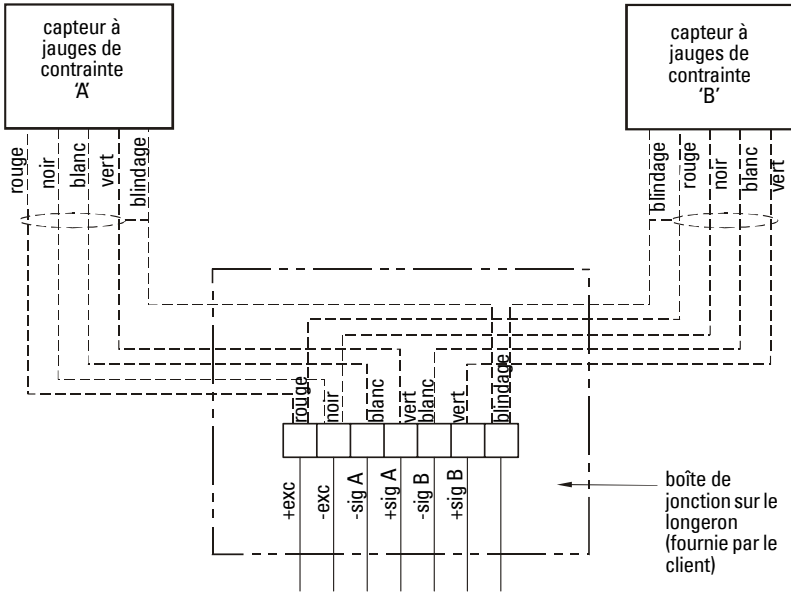 capteur à
jauges de
contrainte
'A'
capteur à
jauges de
contrainte
'B'
rouge
noir
blanc
vert
blindage
blindage
rouge
noir
blanc
vert
rouge
noir
blanc
vert
blanc
vert
blindage
+exc
-exc
-sig A
+sig A
-sig B
+sig B
boîte de
jonction sur le
longeron
(fournie par le
client)